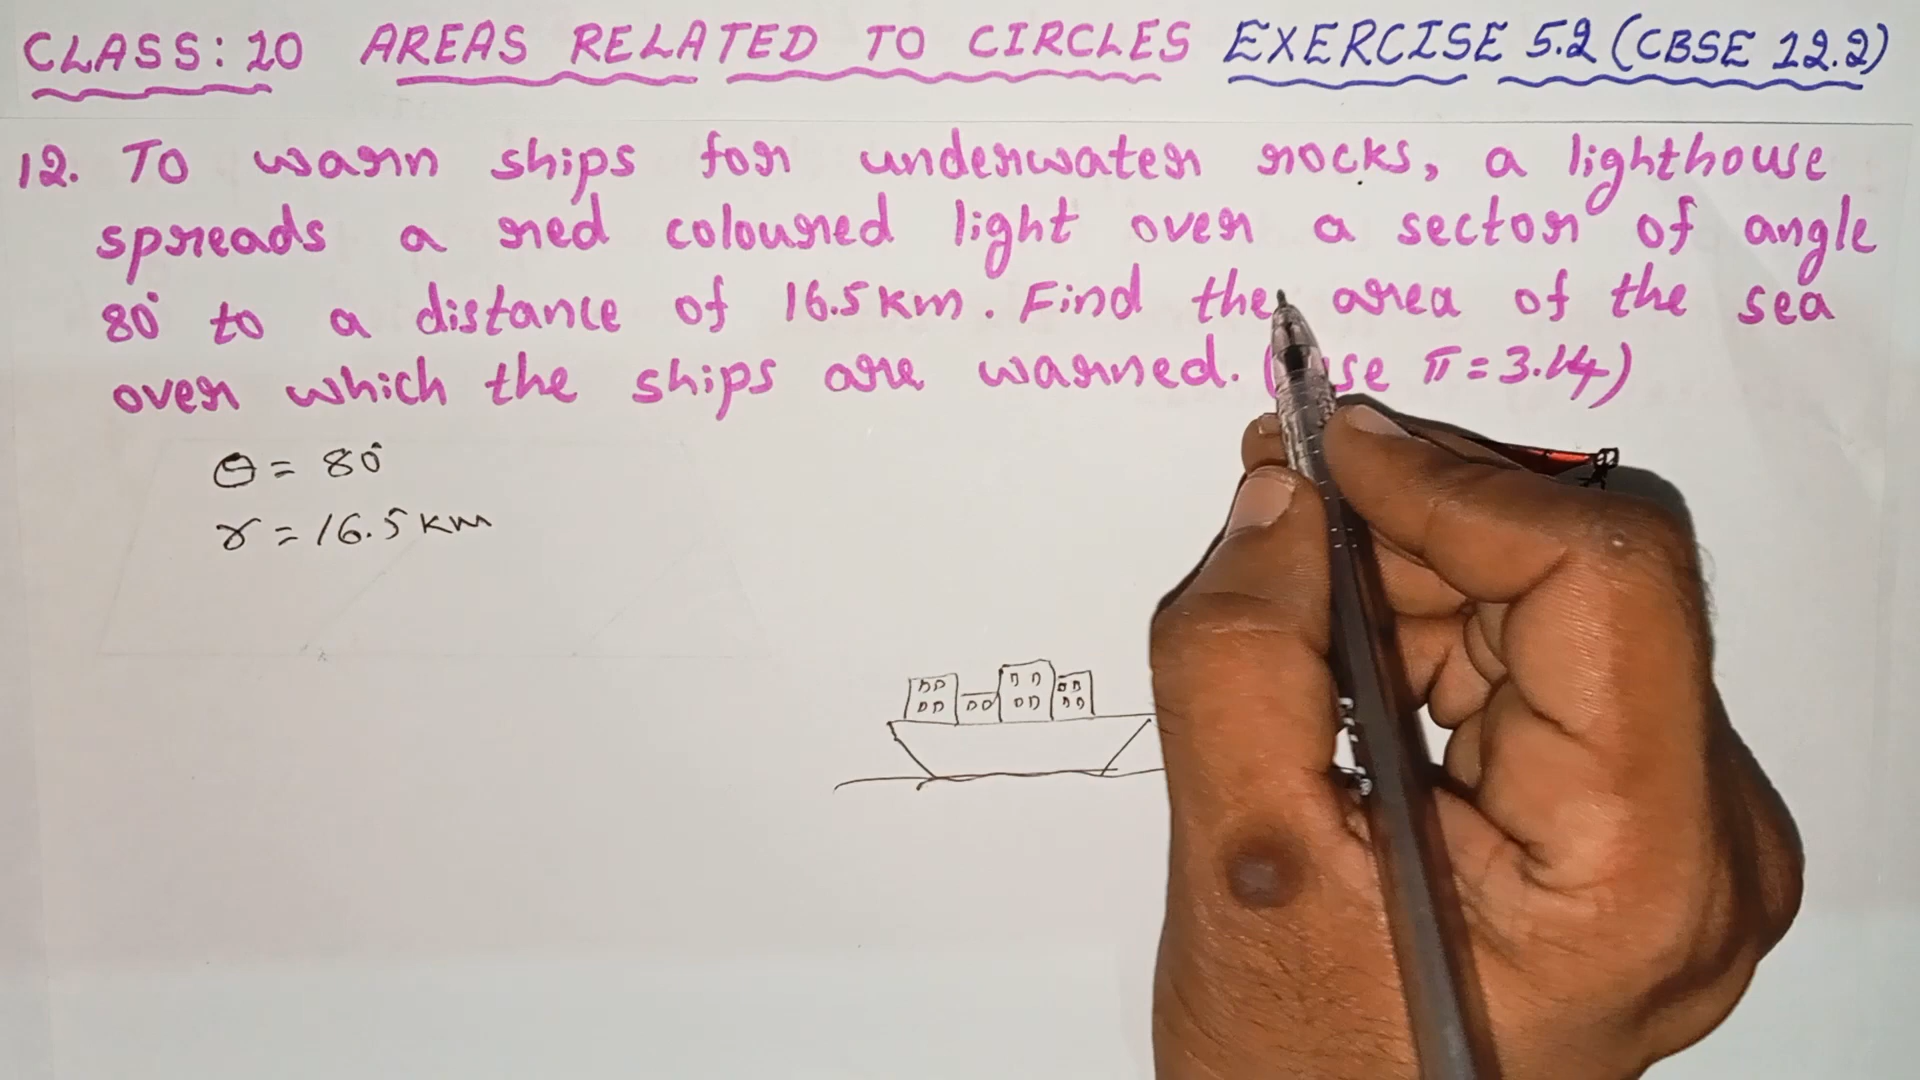 CLASS: 10 AREAS RELATED TO CIRCLES EXERCISE 5.2 (CBSE 12.2)
12. To warn ships for underwater rocks, a lighthouse
spreads a red coloured light over a sector of angle
80° to a distance of 16.5 km. Find the area of the sea
over which the ships are warned. (Use π = 3.14)
θ = 80°
r = 16.5 km